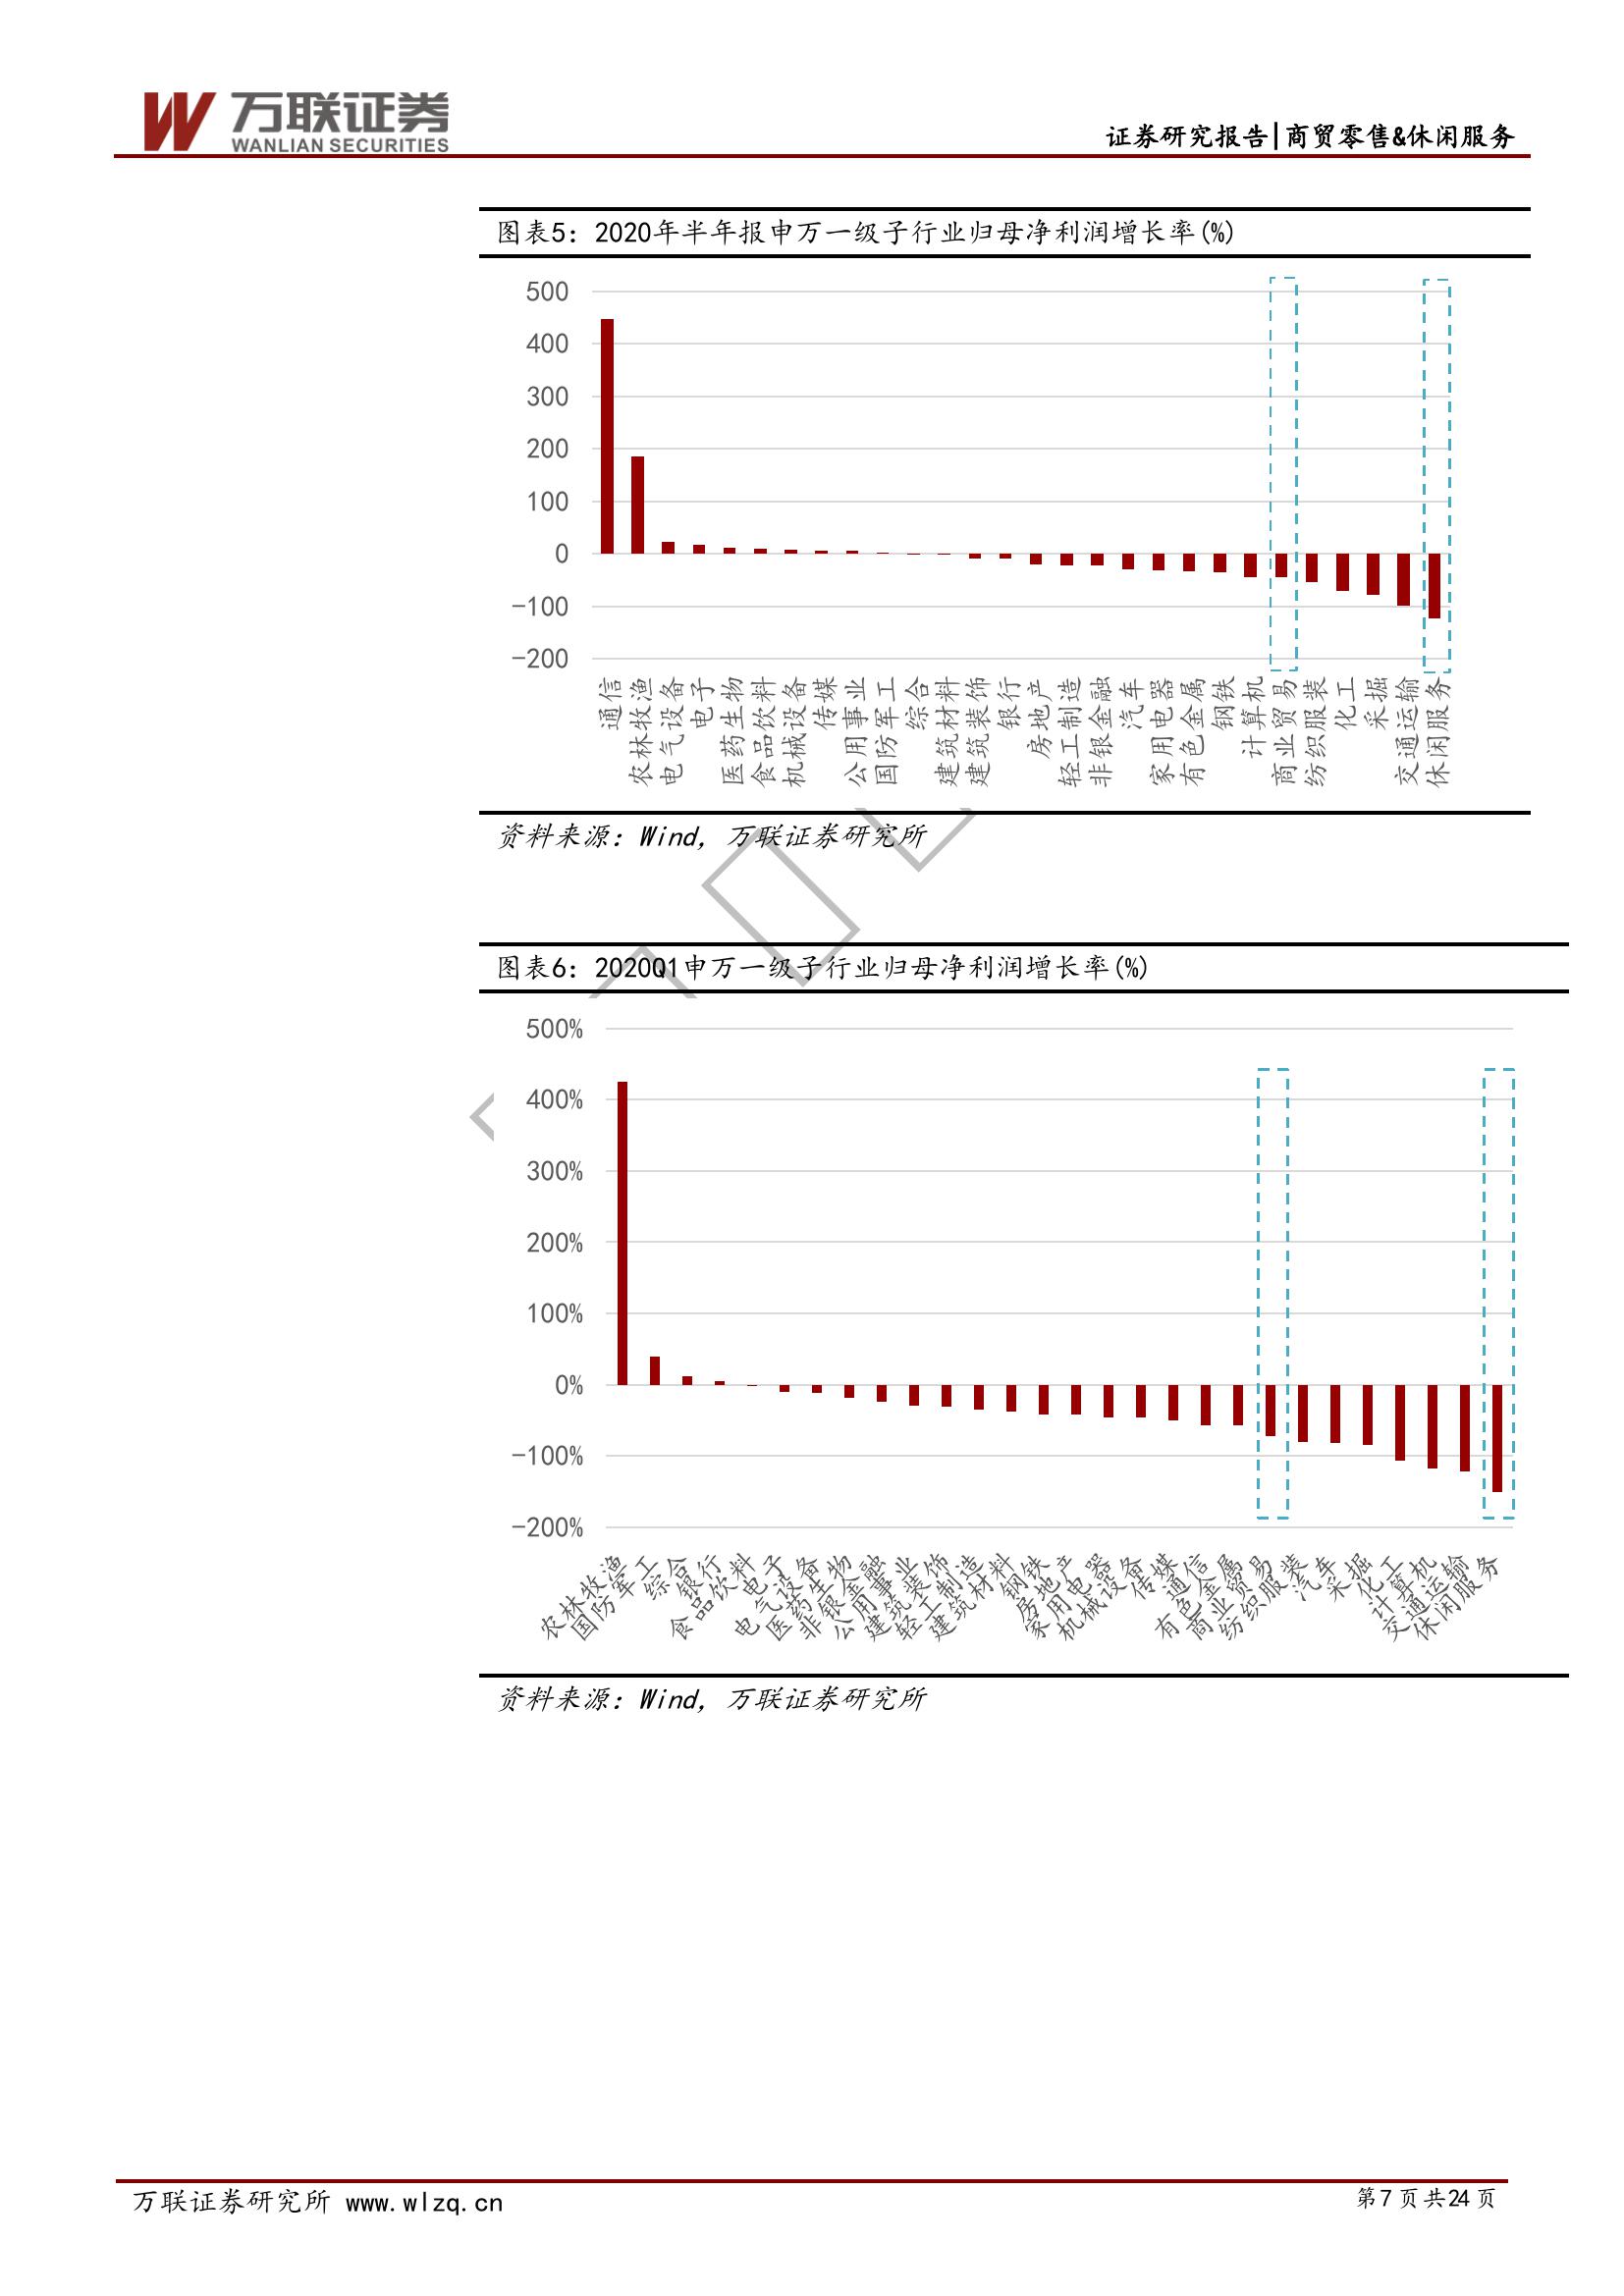 万联证券
WANLIAN SECURITIES
证券研究报告|商贸零售&休闲服务
图表5：2020年半年报申万一级子行业归母净利润增长率(%)
500
400
300
200
100
0
-100
-200
通信
农林牧渔
电气设备
电子
医药生物
食品饮料
机械设备
传媒
公用事业
国防军工
综合
建筑材料
建筑装饰
银行
房地产
轻工制造
非银金融
汽车
家用电器
有色金属
钢铁
计算机
商业贸易
纺织服装
化工
采掘
交通运输
休闲服务
资料来源：Wind，万联证券研究所
图表6：2020Q1申万一级子行业归母净利润增长率(%)
500%
400%
300%
200%
100%
0%
-100%
-200%
农林牧渔
国防军工
综合
银行
食品饮料
电子
电气设备
医药生物
非银金融
公用事业
建筑装饰
轻工制造
建筑材料
钢铁
房地产
家用电器
机械设备
传媒
通信
有色金属
商业贸易
纺织服装
汽车
采掘
化工
计算机
交通运输
休闲服务
资料来源：Wind，万联证券研究所
万联证券研究所 www.wlzq.cn
第7页共24页